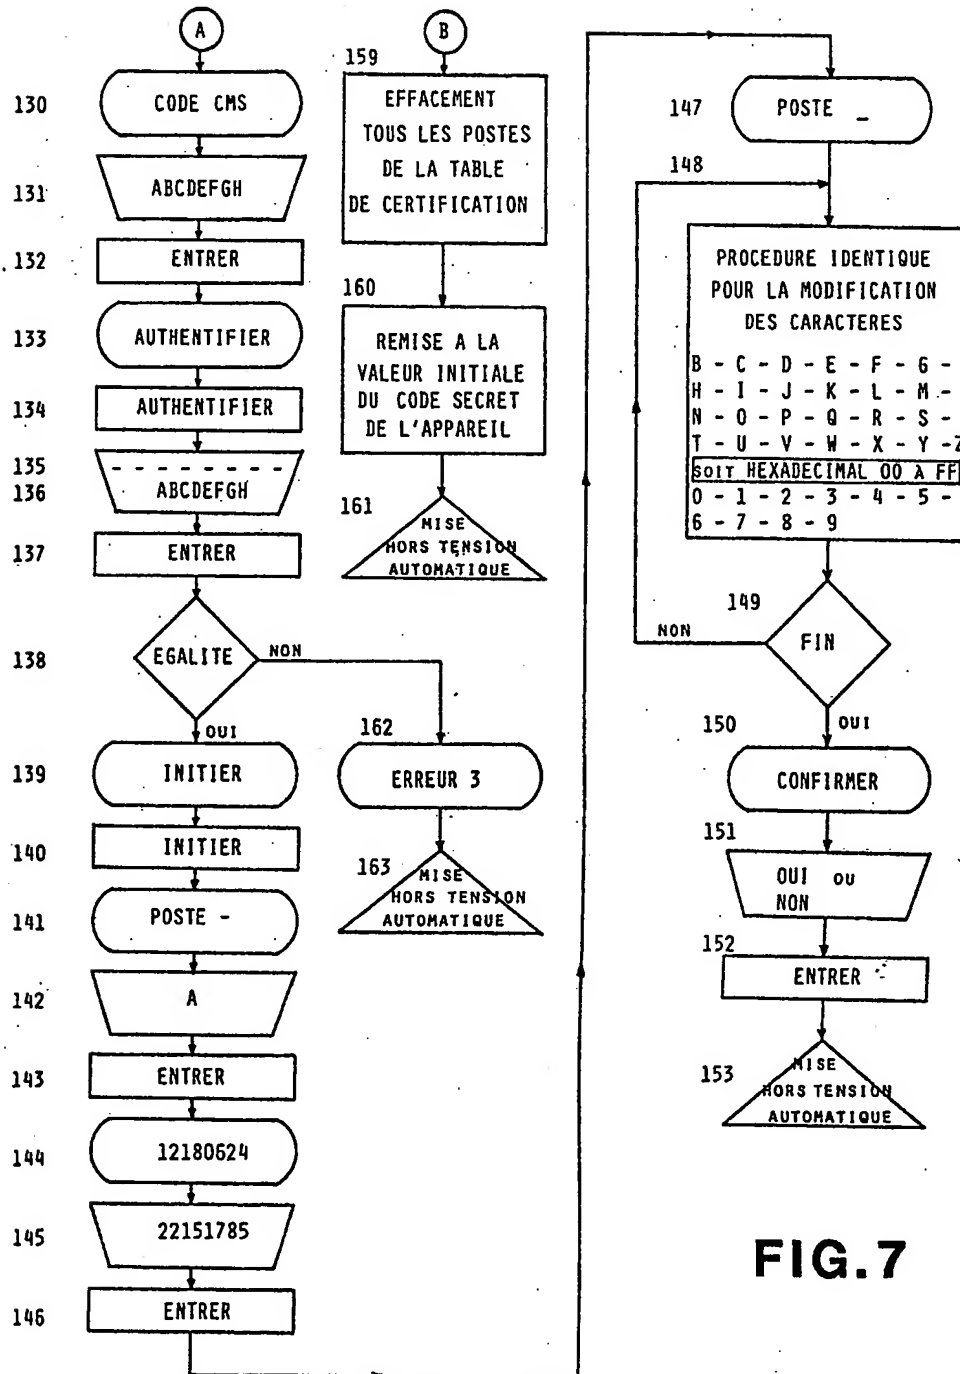 A
130
CODE CMS
131
ABCDEFGH
132
ENTRER
133
AUTHENTIFIER
134
AUTHENTIFIER
135
- - - - - - - -
136
ABCDEFGH
137
ENTRER
138
EGALITE
NON
OUI
139
INITIER
140
INITIER
141
POSTE -
142
A
143
ENTRER
144
12180624
145
22151785
146
ENTRER
B
159
EFFACEMENT
TOUS LES POSTES
DE LA TABLE
DE CERTIFICATION
160
REMISE A LA
VALEUR INITIALE
DU CODE SECRET
DE L'APPAREIL
161
MISE
HORS TENSION
AUTOMATIQUE
162
ERREUR 3
163
MISE
HORS TENSION
AUTOMATIQUE
147
POSTE _
148
PROCEDURE IDENTIQUE
POUR LA MODIFICATION
DES CARACTERES
B - C - D - E - F - G -
H - I - J - K - L - M -
N - O - P - Q - R - S -
T - U - V - W - X - Y - Z
SOIT HEXADECIMAL 00 à FF
0 - 1 - 2 - 3 - 4 - 5 -
6 - 7 - 8 - 9
149
FIN
NON
OUI
150
CONFIRMER
151
OUI OU
NON
152
ENTRER
153
MISE
HORS TENSION
AUTOMATIQUE
FIG.7